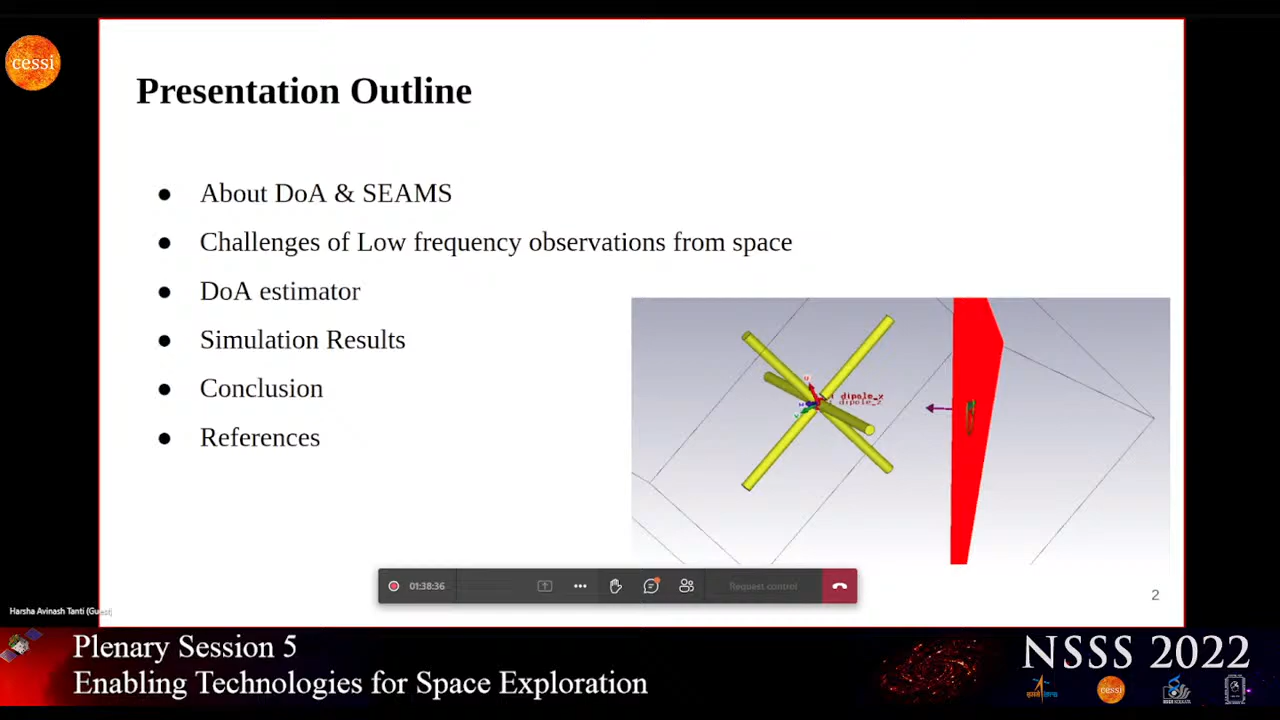 cessi
Presentation Outline
● About DoA & SEAMS
● Challenges of Low frequency observations from space
● DoA estimator
● Simulation Results
● Conclusion
● References
dipole_x
dipole_z
01:38:36
Request control
2
Harsha Avinash Tanti (Guest)
Plenary Session 5
Enabling Technologies for Space Exploration
NSSS 2022
cessi